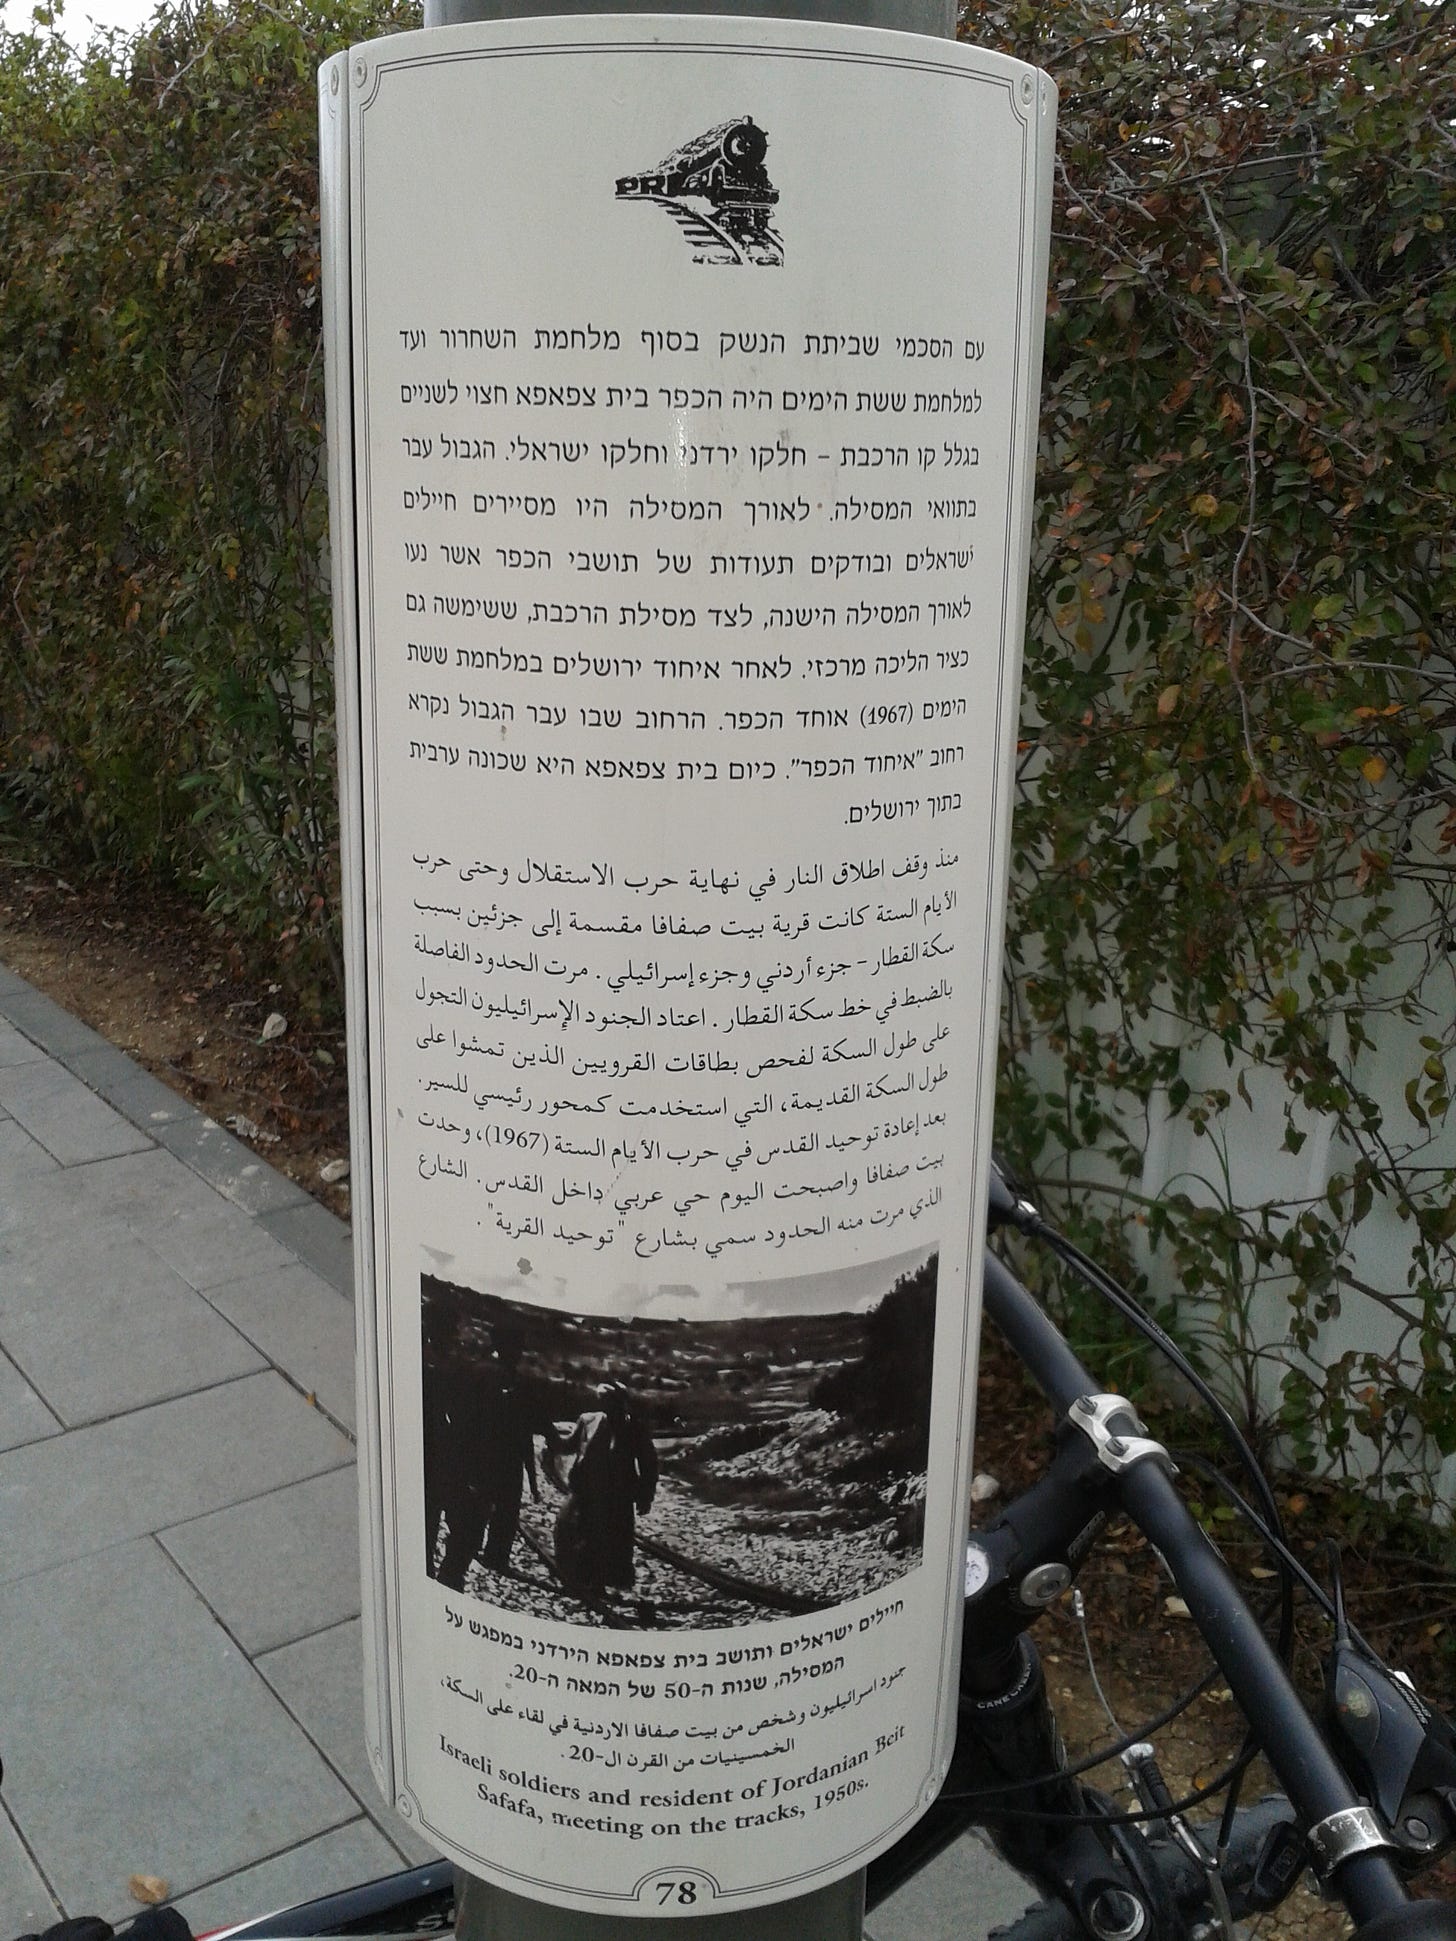 PR
עם הסכמי שביתת הנשק בסוף מלחמת השחרור ועד
למלחמת ששת הימים היה הכפר בית צפאפא חצוי לשניים
בגלל קו הרכבת – חלקו ירדני וחלקו ישראלי. הגבול עבר
בתוואי המסילה. לאורך המסילה היו מסיירים חיילים
ישראלים ובודקים תעודות של תושבי הכפר אשר נעו
לאורך המסילה הישנה, לצד מסילת הרכבת, ששימשה גם
כציר הליכה מרכזי. לאחר איחוד ירושלים במלחמת ששת
הימים (1967) אוחד הכפר. הרחוב שבו עבר הגבול נקרא
רחוב "איחוד הכפר". כיום בית צפאפא היא שכונה ערבית
בתוך ירושלים.
منذ وقف اطلاق النار في نهاية حرب الاستقلال وحتى حرب
الأيام الستة كانت قرية بيت صفافا مقسمة إلى جزئين بسبب
سكة القطار – جزء أردني وجزء إسرائيلي . مرت الحدود الفاصلة
بالضبط في خط سكة القطار . اعتاد الجنود الإسرائيليون التجول
على طول السكة لفحص بطاقات القرويين الذين تمشوا على
طول السكة القديمة، التي استخدمت كمحور رئيسي للسير.
بعد إعادة توحيد القدس في حرب الأيام الستة (1967)، وحدت
بيت صفافا واصبحت اليوم حي عربي داخل القدس. الشارع
الذي مرت منه الحدود سمي بشارع "توحيد القرية" .
חיילים ישראלים ותושב בית צפאפא הירדני במפגש על
המסילה, שנות ה-50 של המאה ה-20.
جنود اسرائيليون وشخص من بيت صفافا الاردنية في لقاء على السكة،
الخمسينيات من القرن ال-20 .
Israeli soldiers and resident of Jordanian Beit
Safafa, meeting on the tracks, 1950s.
78
CANE CREEK